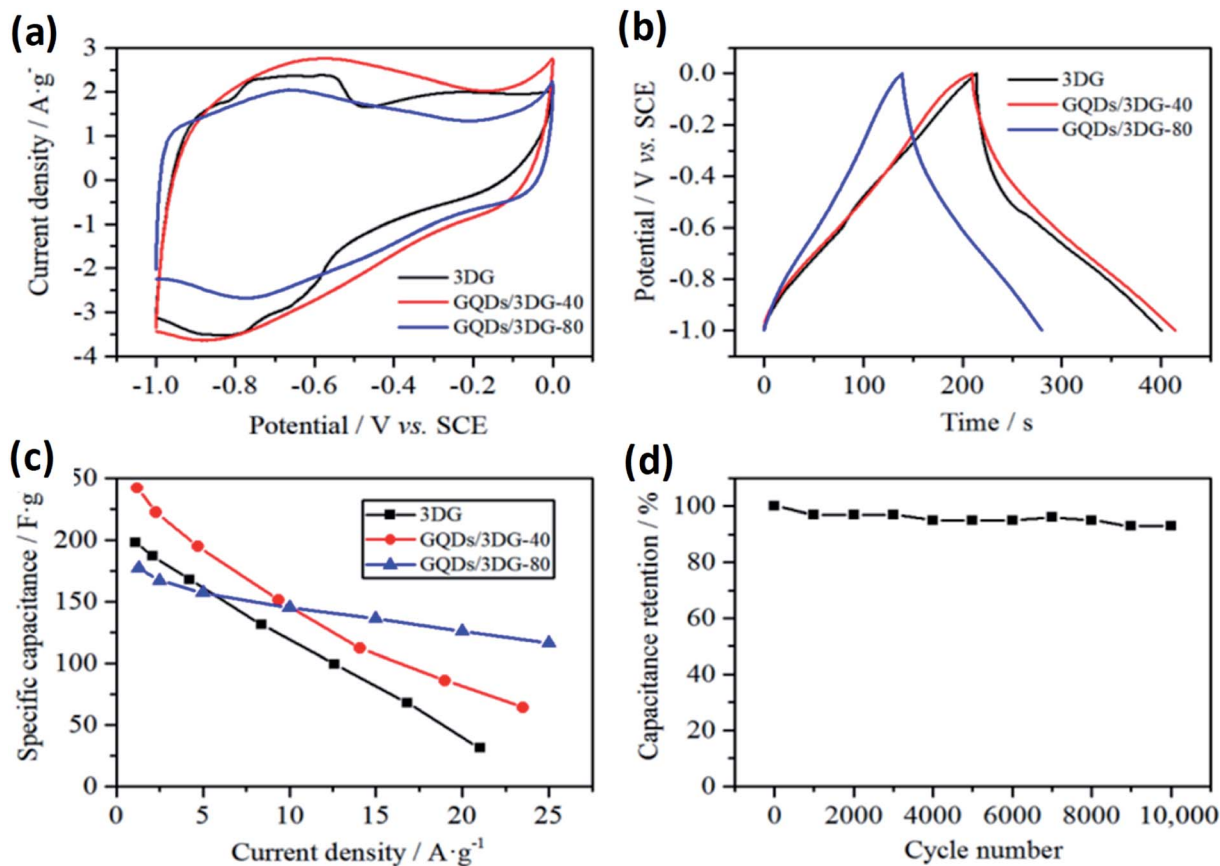 (a)
Current density / A·g⁻
3
2
1
0
-1
-2
-3
-4
3DG
GQDs/3DG-40
GQDs/3DG-80
-1.0 -0.8 -0.6 -0.4 -0.2 0.0
Potential / V vs. SCE
(b)
Potential / V vs. SCE
0.0
-0.2
-0.4
-0.6
-0.8
-1.0
3DG
GQDs/3DG-40
GQDs/3DG-80
0 100 200 300 400
Time / s
(c)
Specific capacitance / F·g
50
200
150
100
50
0
3DG
GQDs/3DG-40
GQDs/3DG-80
0 5 10 15 20 25
Current density / A·g⁻¹
(d)
Capacitance retention / %
100
80
60
40
20
0
0 2000 4000 6000 8000 10,000
Cycle number